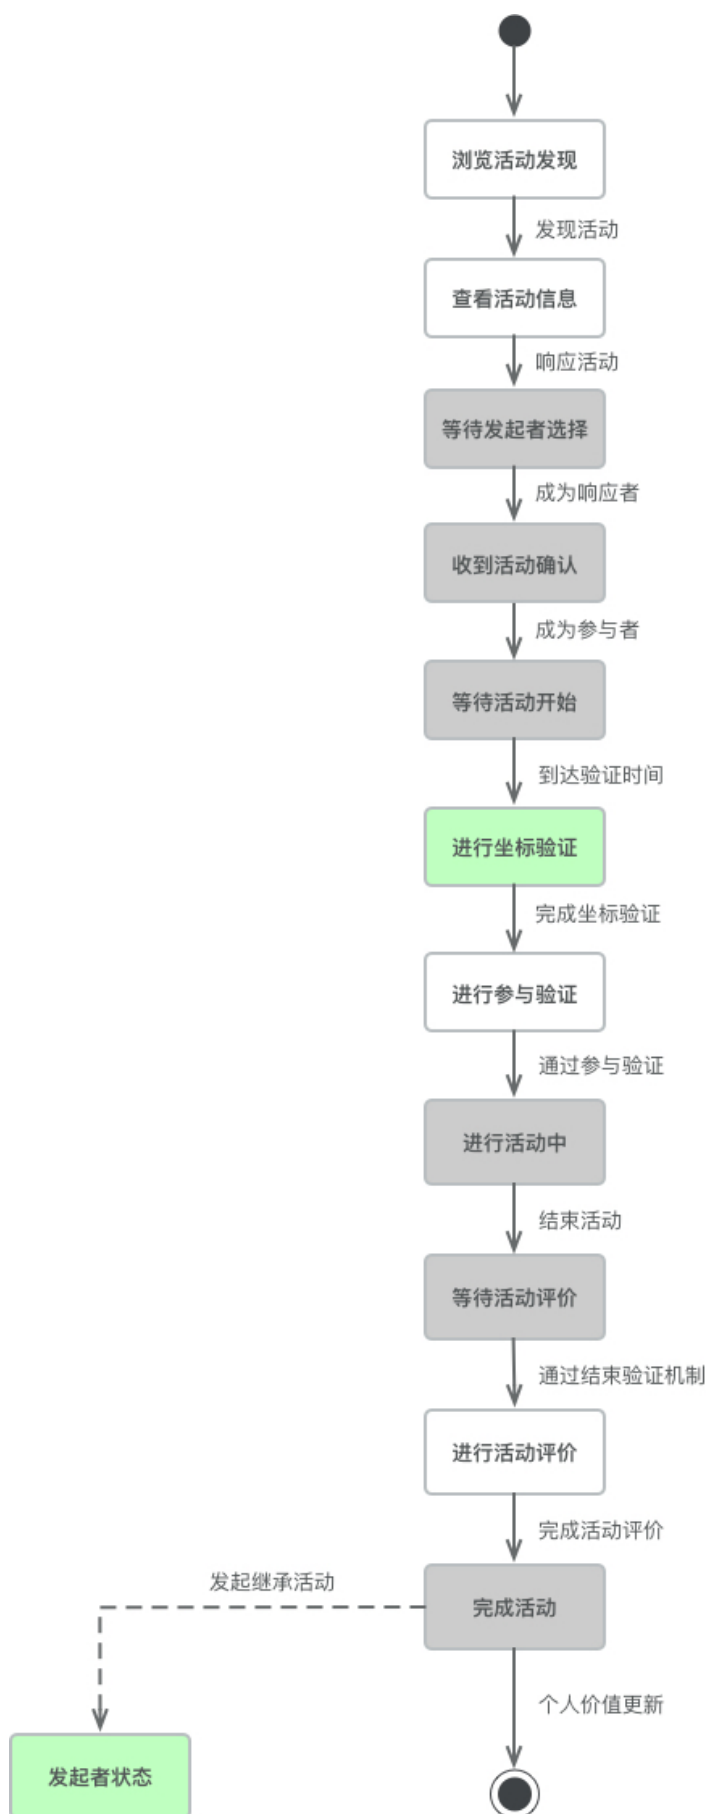 浏览活动发现
发现活动
查看活动信息
响应活动
等待发起者选择
成为响应者
收到活动确认
成为参与者
等待活动开始
到达验证时间
进行坐标验证
完成坐标验证
进行参与验证
通过参与验证
进行活动中
结束活动
等待活动评价
通过结束验证机制
进行活动评价
完成活动评价
发起继承活动
完成活动
个人价值更新
发起者状态